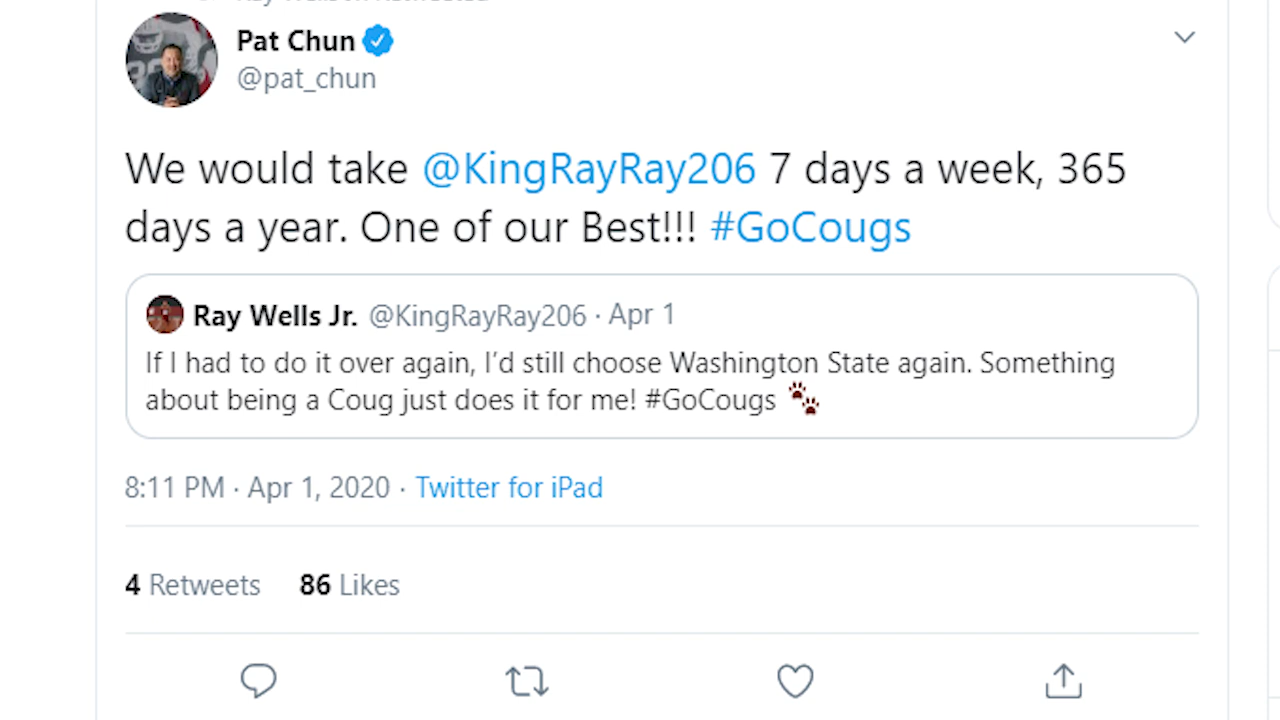 Pat Chun
@pat_chun
We would take @KingRayRay206 7 days a week, 365
days a year. One of our Best!!! #GoCougs
Ray Wells Jr. @KingRayRay206 · Apr 1
If I had to do it over again, I'd still choose Washington State again. Something
about being a Coug just does it for me! #GoCougs 🐾
8:11 PM · Apr 1, 2020 · Twitter for iPad
4 Retweets 86 Likes